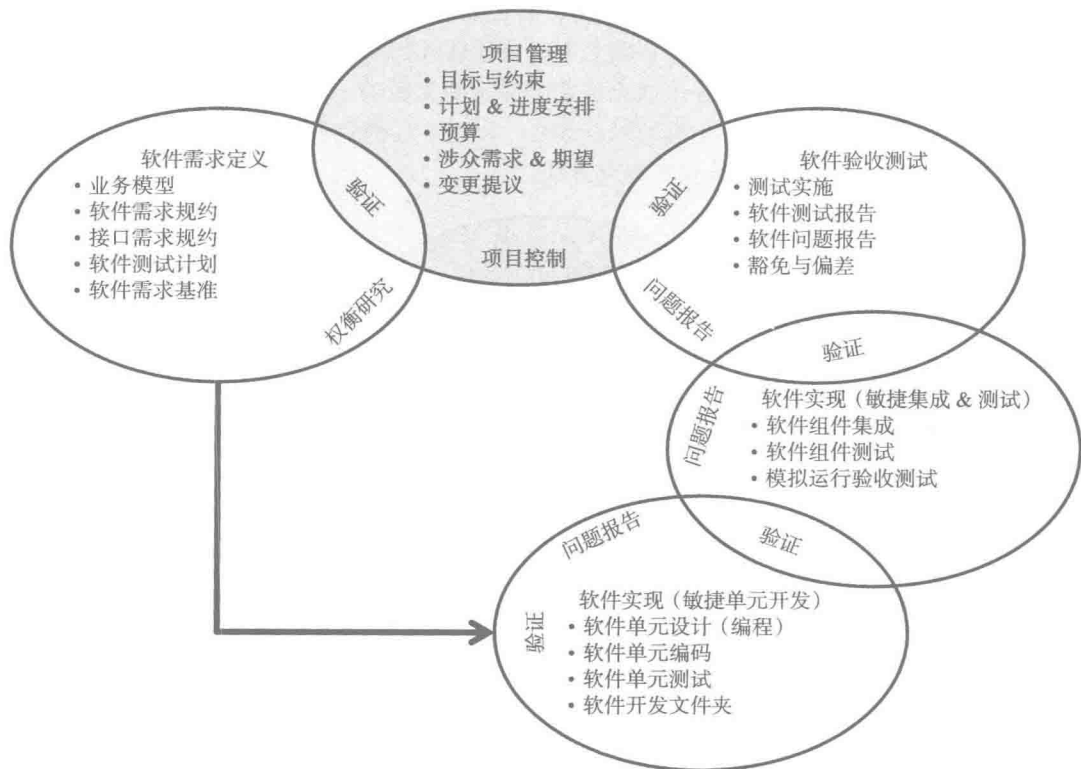 项目管理
• 目标与约束
• 计划 & 进度安排
• 预算
• 涉众需求 & 期望
• 变更提议
项目控制
软件需求定义
• 业务模型
• 软件需求规约
• 接口需求规约
• 软件测试计划
• 软件需求基准
验证
权衡研究
软件验收测试
• 测试实施
• 软件测试报告
• 软件问题报告
• 豁免与偏差
验证
问题报告
验证
软件实现（敏捷集成 & 测试）
• 软件组件集成
• 软件组件测试
• 模拟运行验收测试
问题报告
验证
问题报告
验证
软件实现（敏捷单元开发）
• 软件单元设计（编程）
• 软件单元编码
• 软件单元测试
• 软件开发文件夹